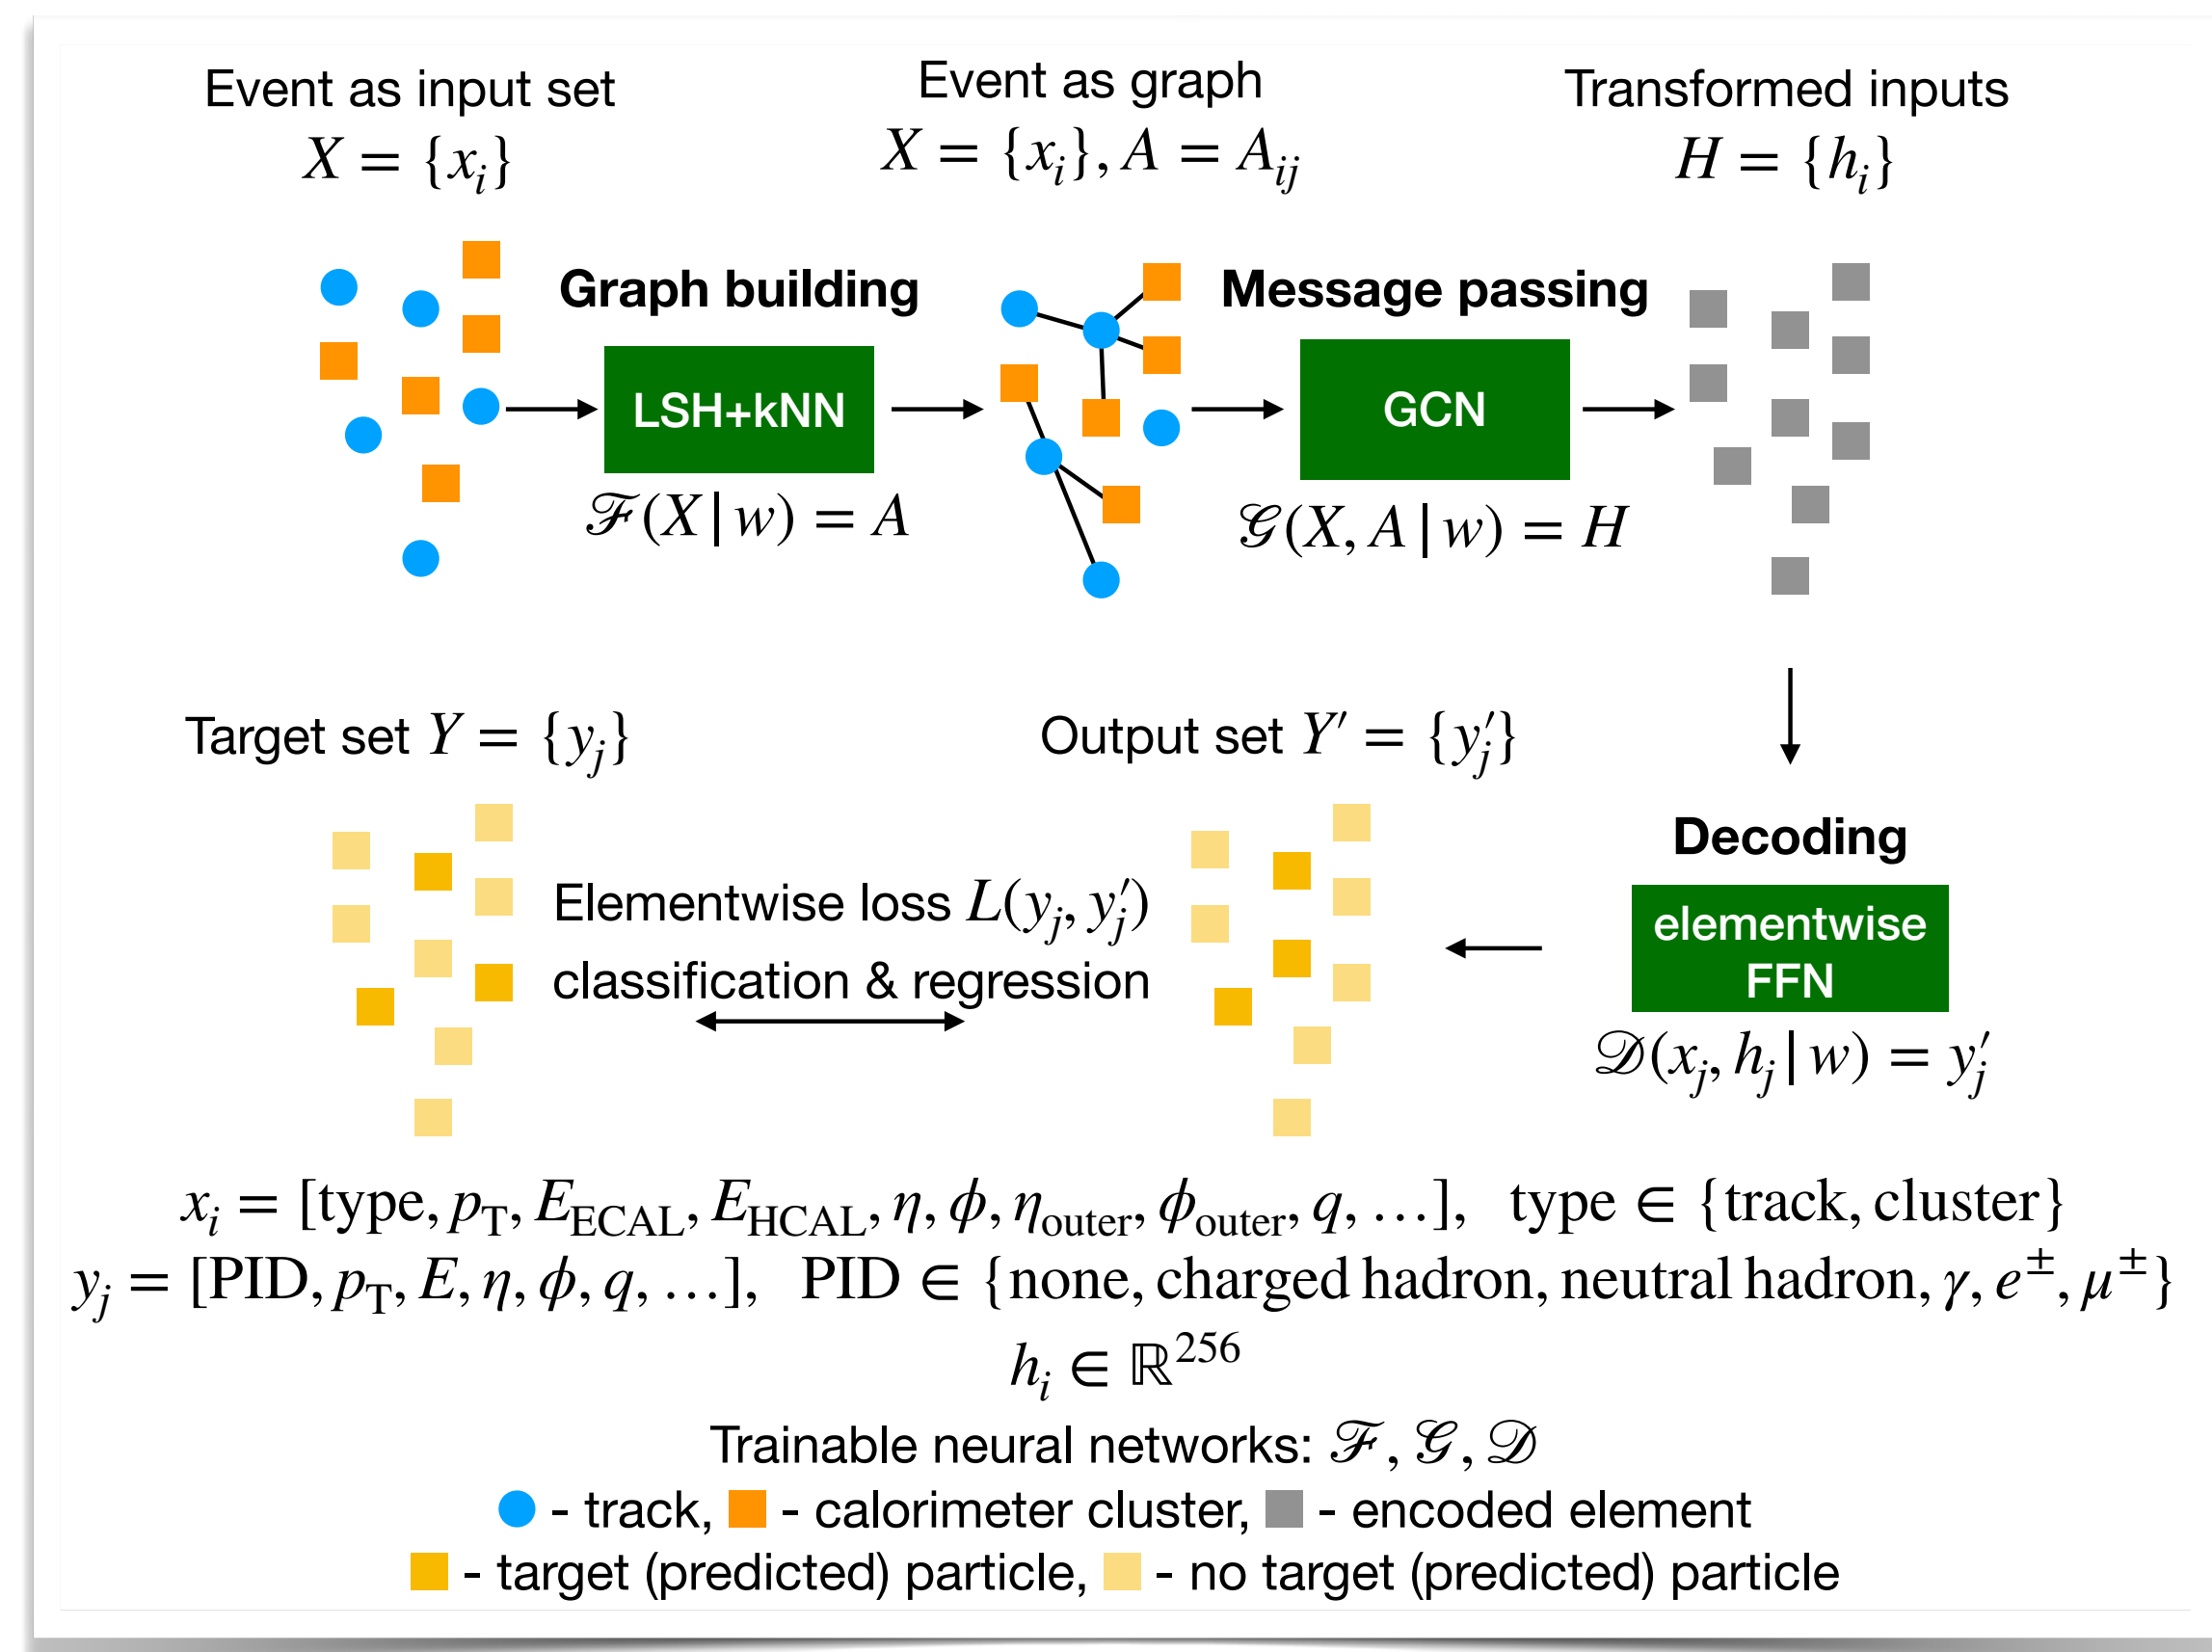 Event as input set
X = {x_i}
Event as graph
X = {x_i}, A = A_{ij}
Transformed inputs
H = {h_i}
Graph building
LSH+kNN
ℱ(X | w) = A
Message passing
GCN
𝒢(X, A | w) = H
Target set Y = {y_j}
Output set Y′ = {y′_j}
Elementwise loss L(y_j, y′_j)
classification & regression
Decoding
elementwise
FFN
𝒟(x_j, h_j | w) = y′_j
x_i = [type, p_T, E_ECAL, E_HCAL, η, ϕ, η_outer, ϕ_outer, q, …],   type ∈ {track, cluster}
y_j = [PID, p_T, E, η, ϕ, q, …],   PID ∈ {none, charged hadron, neutral hadron, γ, e^±, μ^±}
h_i ∈ ℝ^256
Trainable neural networks: ℱ, 𝒢, 𝒟
- track, - calorimeter cluster, - encoded element
- target (predicted) particle, - no target (predicted) particle